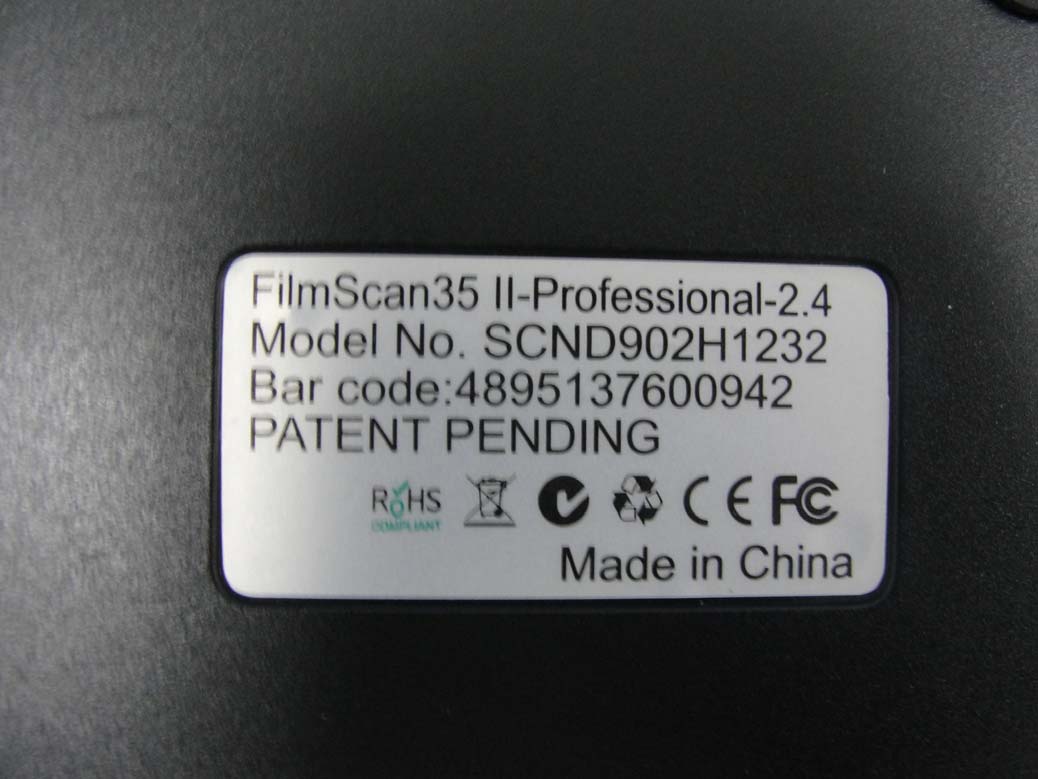 FilmScan35 II-Professional-2.4
Model No. SCND902H1232
Bar code:4895137600942
PATENT PENDING
RoHS
COMPLIANT
CE FC
Made in China